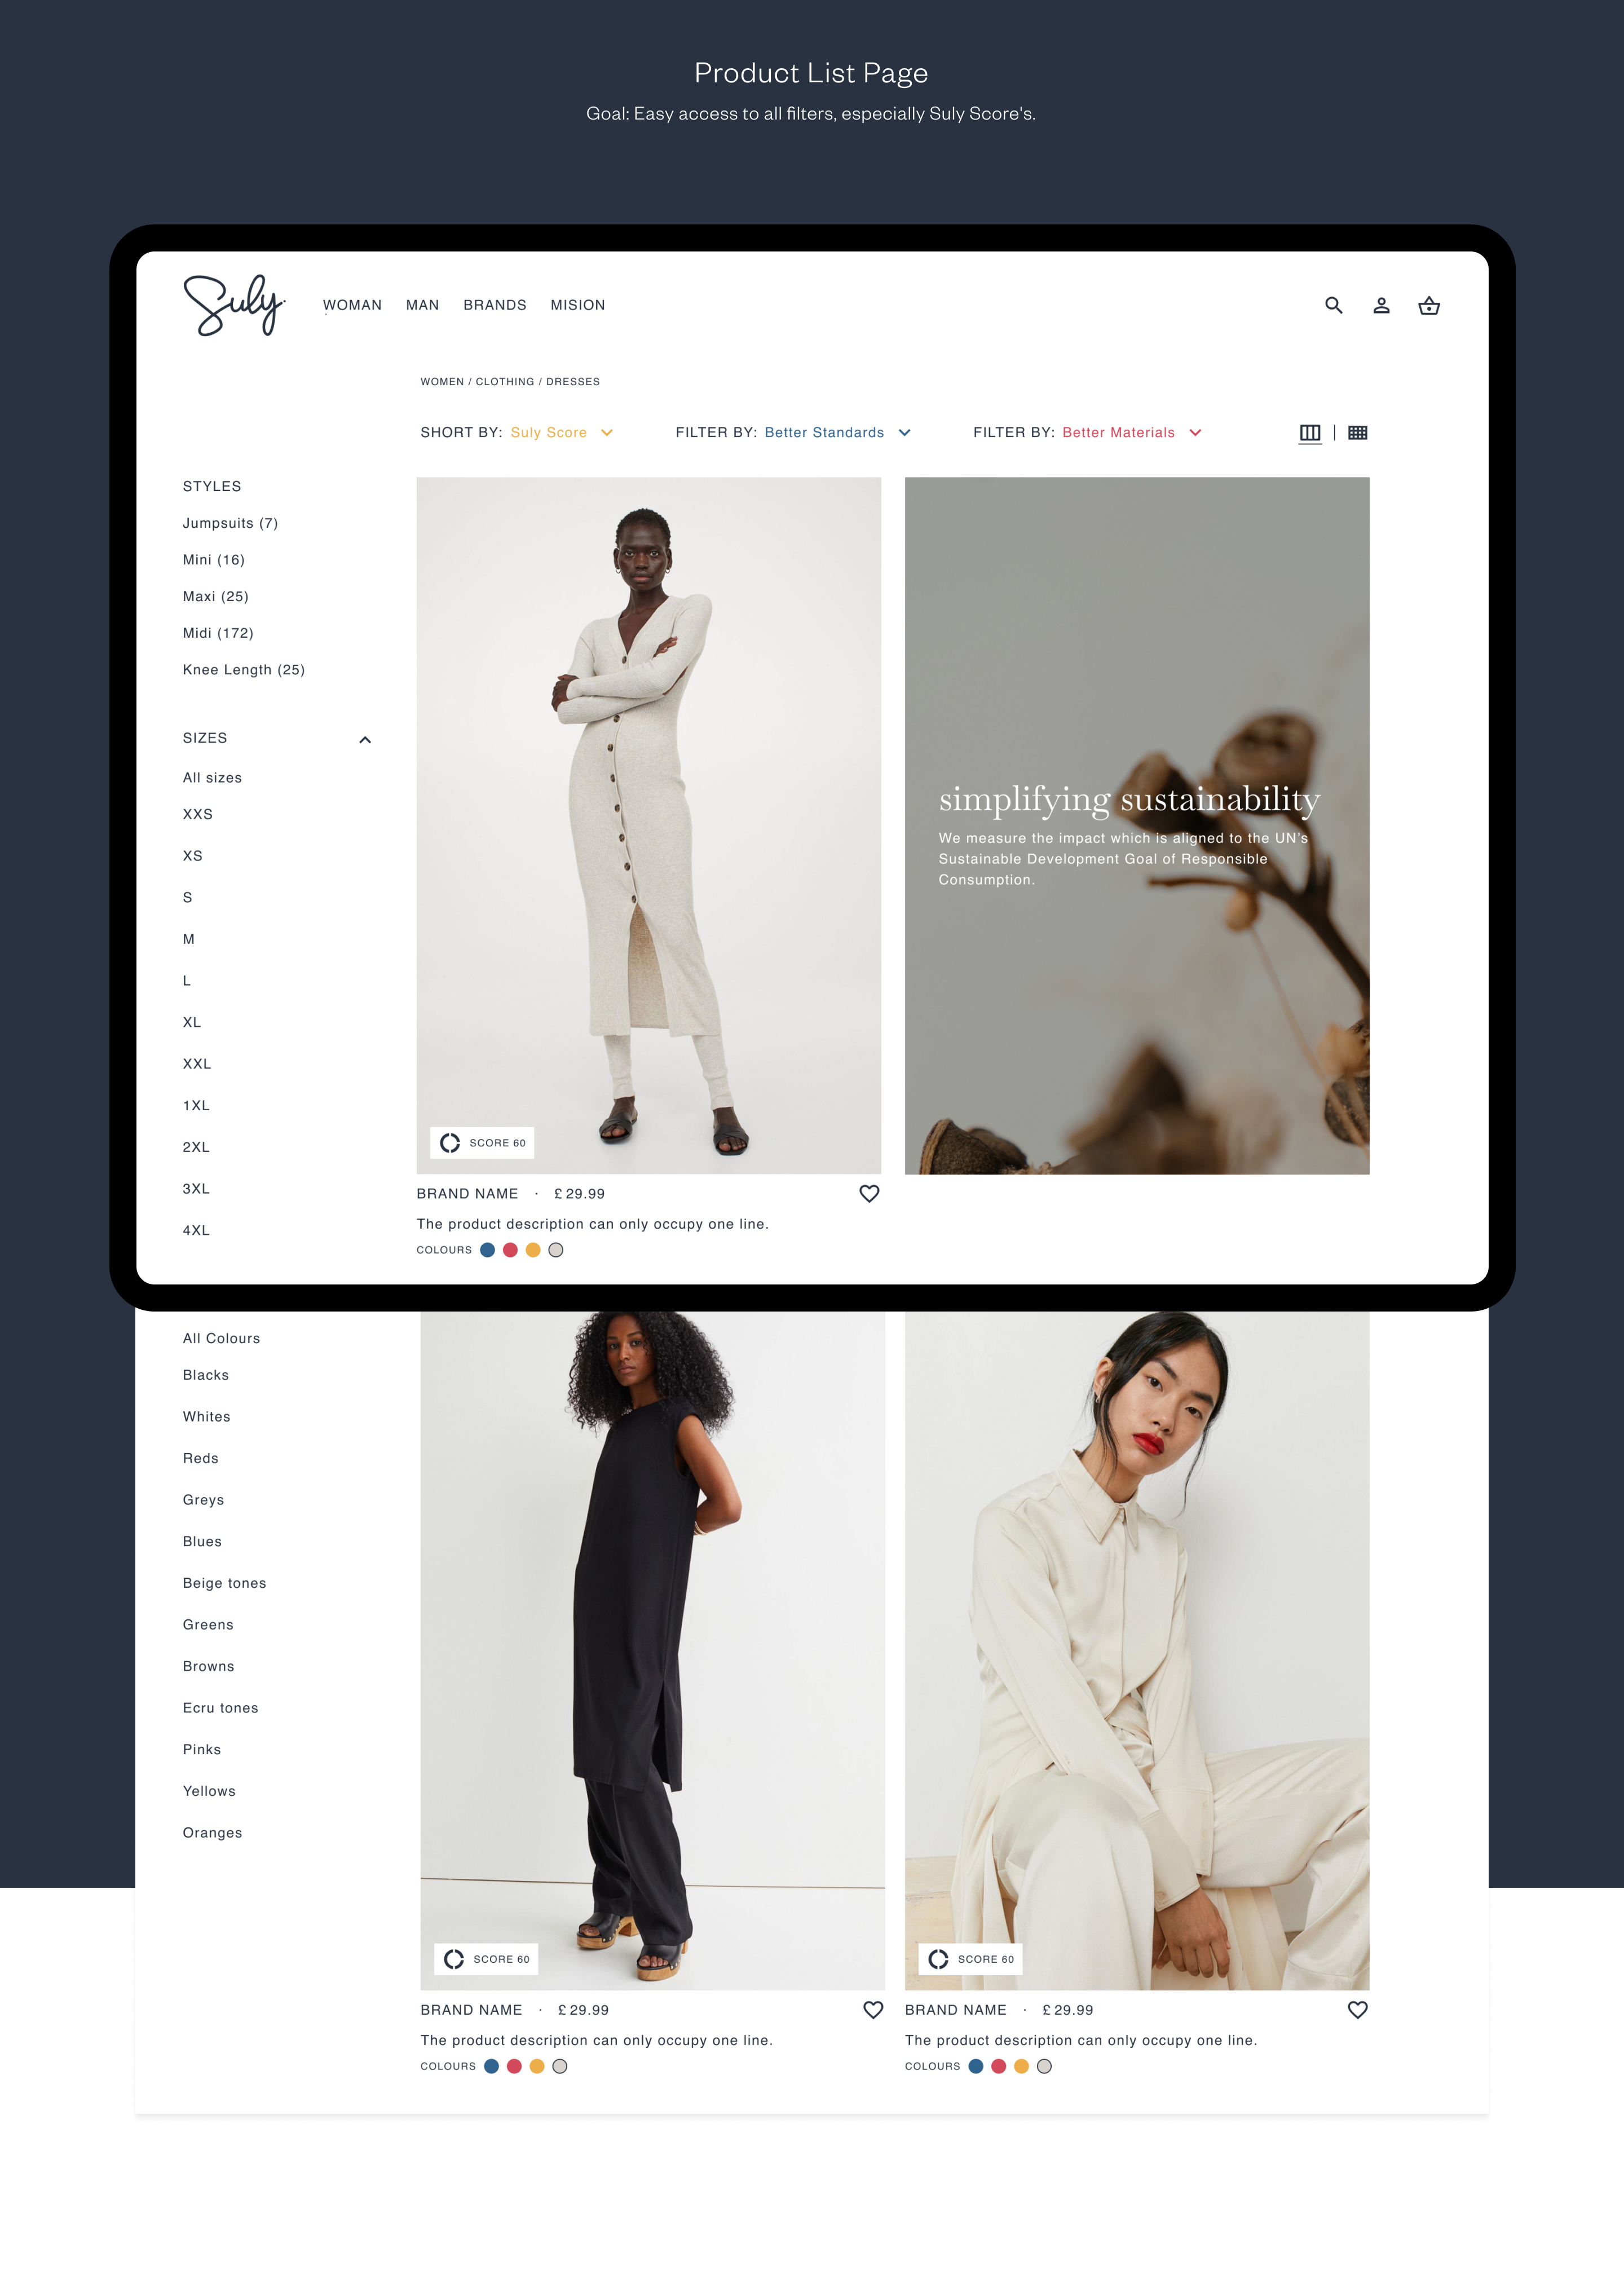 Product List Page
Goal: Easy access to all filters, especially Suly Score's.
Suly.
WOMAN MAN BRANDS MISION
WOMEN / CLOTHING / DRESSES
SHORT BY: Suly Score FILTER BY: Better Standards FILTER BY: Better Materials
STYLES
Jumpsuits (7)
Mini (16)
Maxi (25)
Midi (172)
Knee Length (25)
SIZES
All sizes
XXS
XS
S
M
L
XL
XXL
1XL
2XL
3XL
4XL
SCORE 60
BRAND NAME · £ 29.99
The product description can only occupy one line.
COLOURS
simplifying sustainability
We measure the impact which is aligned to the UN's
Sustainable Development Goal of Responsible
Consumption.
All Colours
Blacks
Whites
Reds
Greys
Blues
Beige tones
Greens
Browns
Ecru tones
Pinks
Yellows
Oranges
SCORE 60
BRAND NAME · £ 29.99
The product description can only occupy one line.
COLOURS
SCORE 60
BRAND NAME · £ 29.99
The product description can only occupy one line.
COLOURS